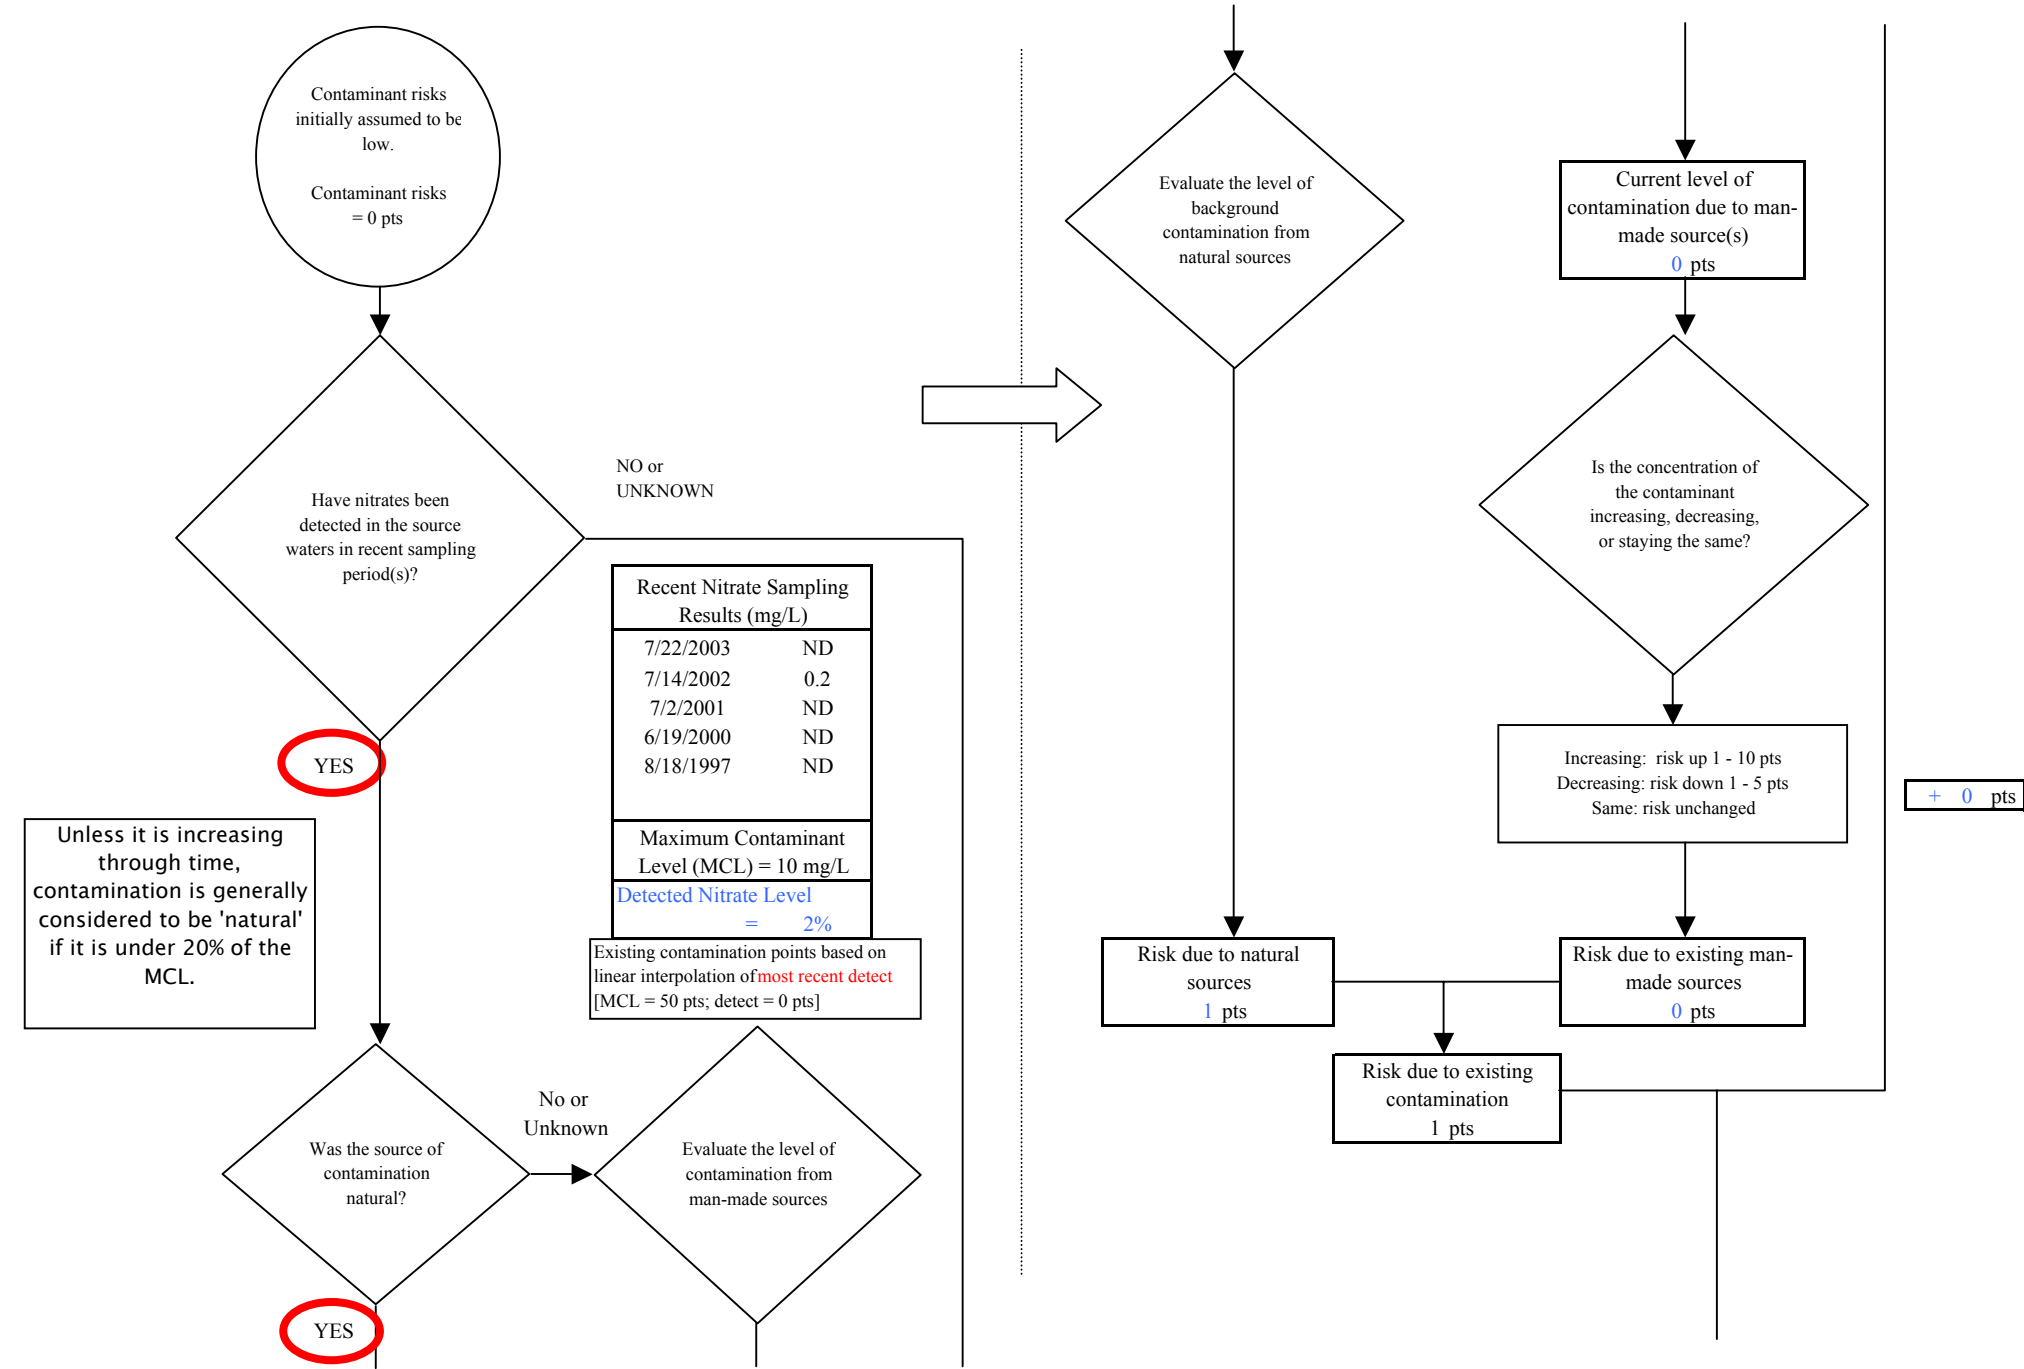 Contaminant risks
initially assumed to be
low.
Contaminant risks
= 0 pts
Have nitrates been
detected in the source
waters in recent sampling
period(s)?
NO or
UNKNOWN
YES
Recent Nitrate Sampling
Results (mg/L)
7/22/2003 ND
7/14/2002 0.2
7/2/2001 ND
6/19/2000 ND
8/18/1997 ND
Maximum Contaminant
Level (MCL) = 10 mg/L
Detected Nitrate Level
= 2%
Existing contamination points based on
linear interpolation of most recent detect
[MCL = 50 pts; detect = 0 pts]
Unless it is increasing
through time,
contamination is generally
considered to be 'natural'
if it is under 20% of the
MCL.
Was the source of
contamination
natural?
No or
Unknown
Evaluate the level of
contamination from
man-made sources
YES
Evaluate the level of
background
contamination from
natural sources
Current level of
contamination due to man-
made source(s)
0 pts
Is the concentration of
the contaminant
increasing, decreasing,
or staying the same?
Increasing: risk up 1 - 10 pts
Decreasing: risk down 1 - 5 pts
Same: risk unchanged
+ 0 pts
Risk due to natural
sources
1 pts
Risk due to existing man-
made sources
0 pts
Risk due to existing
contamination
1 pts